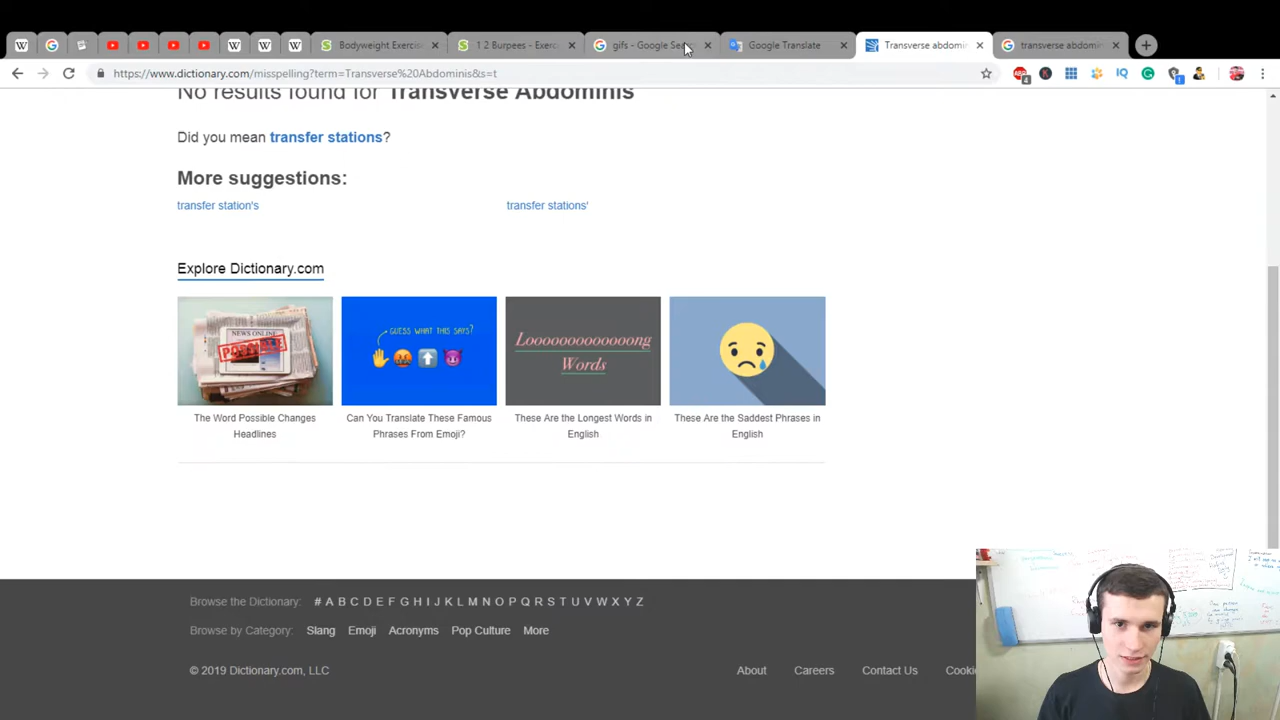 Bodyweight Exercis
1 2 Burpees - Exerc
gifs - Google Sea
Google Translate
Transverse abdomin
transverse abdomin
https://www.dictionary.com/misspelling?term=Transverse%20Abdominis&s=t
No results found for Transverse Abdominis
Did you mean transfer stations?
More suggestions:
transfer station's
transfer stations'
Explore Dictionary.com
NEWS ONLINE
POSSIBLE
GUESS WHAT THIS SAYS?
Looooooooooooong
Words
The Word Possible Changes
Headlines
Can You Translate These Famous
Phrases From Emoji?
These Are the Longest Words in
English
These Are the Saddest Phrases in
English
Browse the Dictionary: # A B C D E F G H I J K L M N O P Q R S T U V W X Y Z
Browse by Category: Slang Emoji Acronyms Pop Culture More
© 2019 Dictionary.com, LLC
About Careers Contact Us Cookie